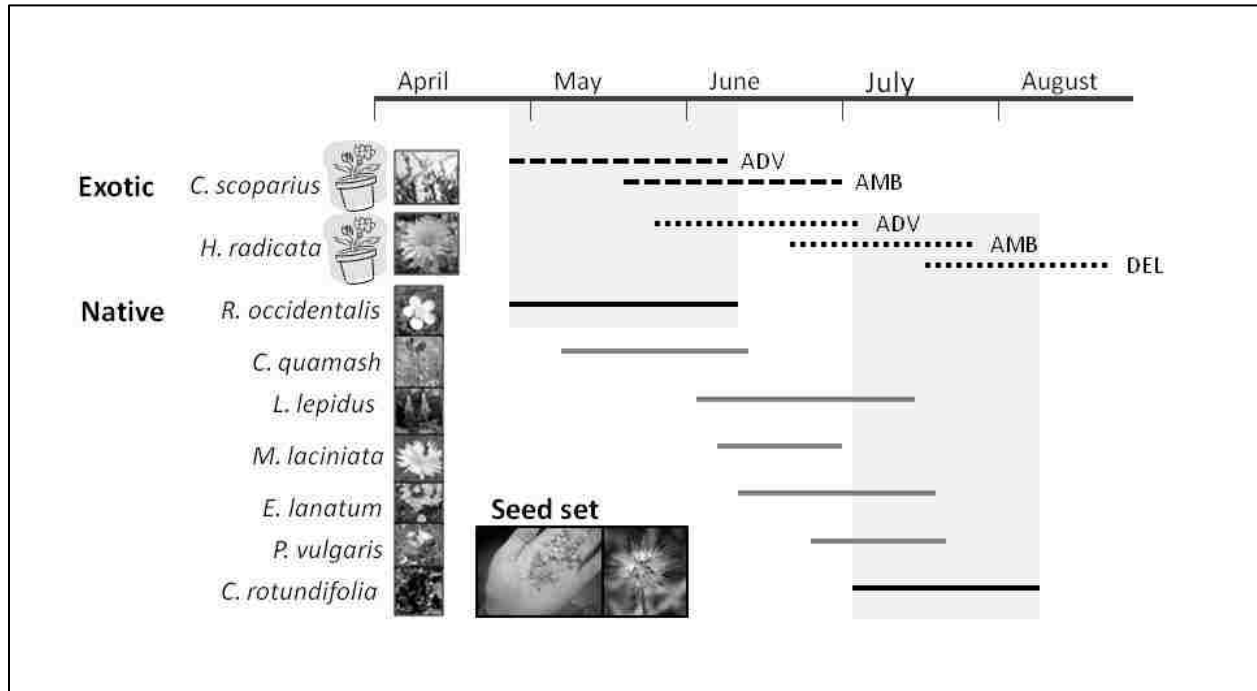 April May June July August
ADV
Exotic C. scoparius AMB
ADV
H. radicata AMB
DEL
Native R. occidentalis
C. quamash
L. lepidus
M. laciniata
E. lanatum
Seed set
P. vulgaris
C. rotundifolia